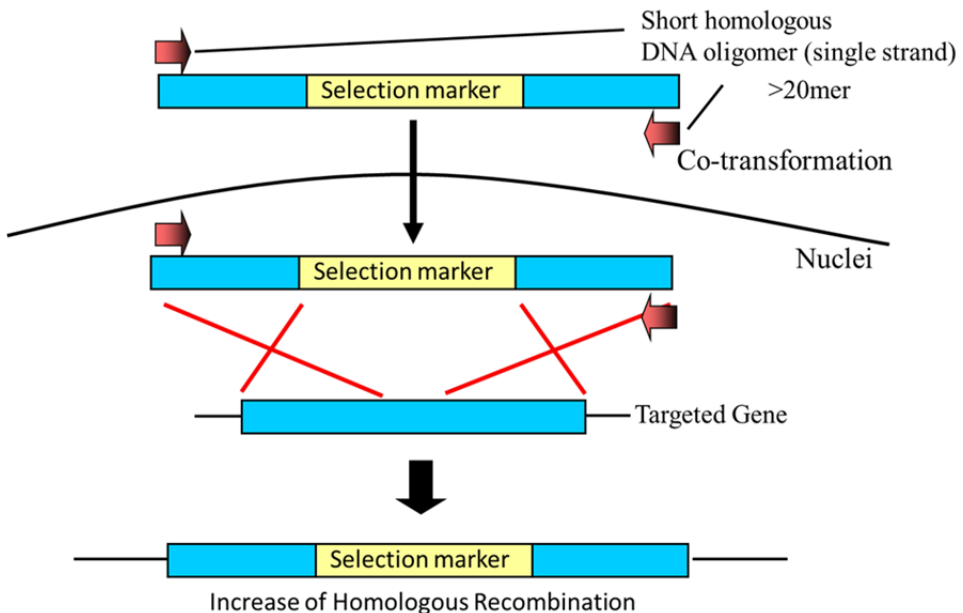 Short homologous
DNA oligomer (single strand)
>20mer
Selection marker
Co-transformation
Nuclei
Selection marker
Targeted Gene
Selection marker
Increase of Homologous Recombination